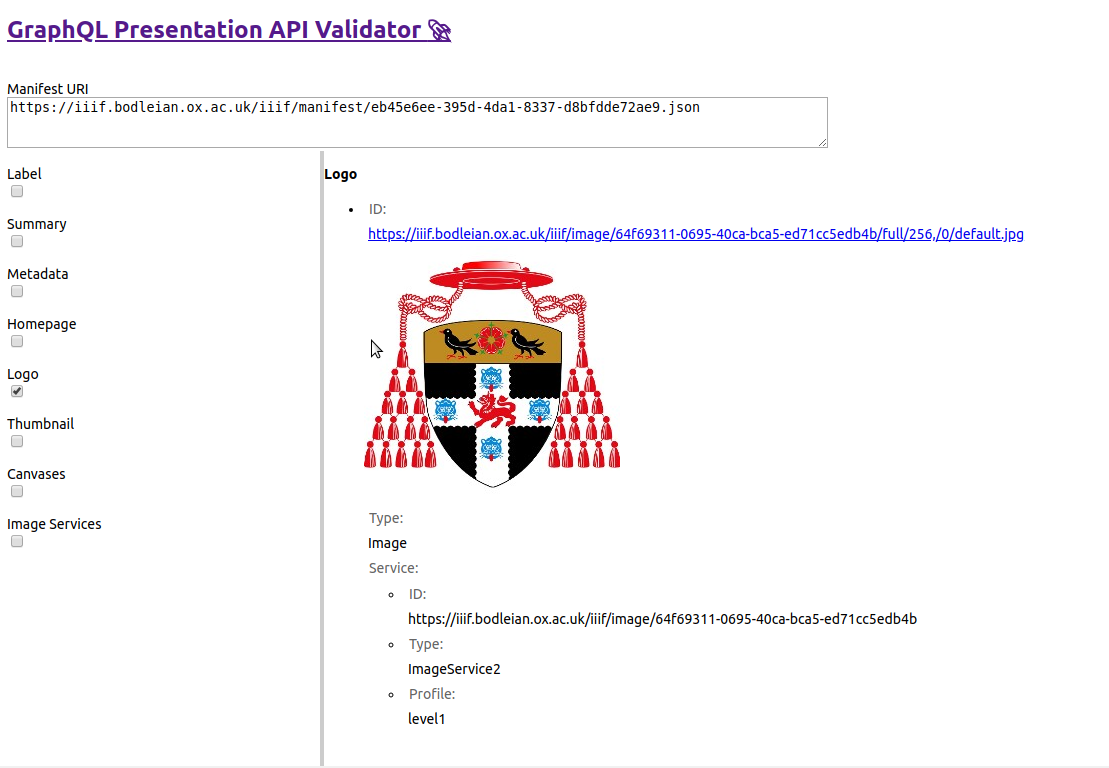 GraphQL Presentation API Validator 🚀
Manifest URI
https://iiif.bodleian.ox.ac.uk/iiif/manifest/eb45e6ee-395d-4da1-8337-d8bfdde72ae9.json
Label
Summary
Metadata
Homepage
Logo
Thumbnail
Canvases
Image Services
Logo
ID:
https://iiif.bodleian.ox.ac.uk/iiif/image/64f69311-0695-40ca-bca5-ed71cc5edb4b/full/256,/0/default.jpg
Type:
Image
Service:
ID:
https://iiif.bodleian.ox.ac.uk/iiif/image/64f69311-0695-40ca-bca5-ed71cc5edb4b
Type:
ImageService2
Profile:
level1